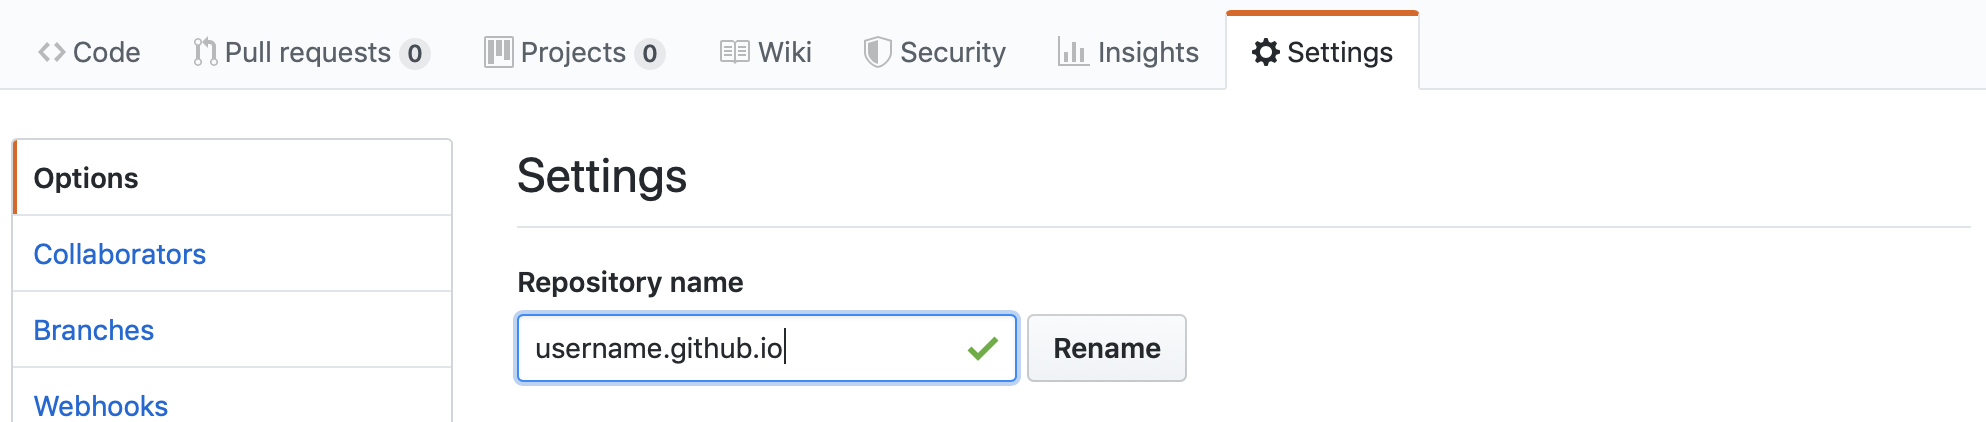 Code Pull requests 0 Projects 0 Wiki Security Insights Settings
Options
Collaborators
Branches
Webhooks
Settings
Repository name
username.github.io Rename